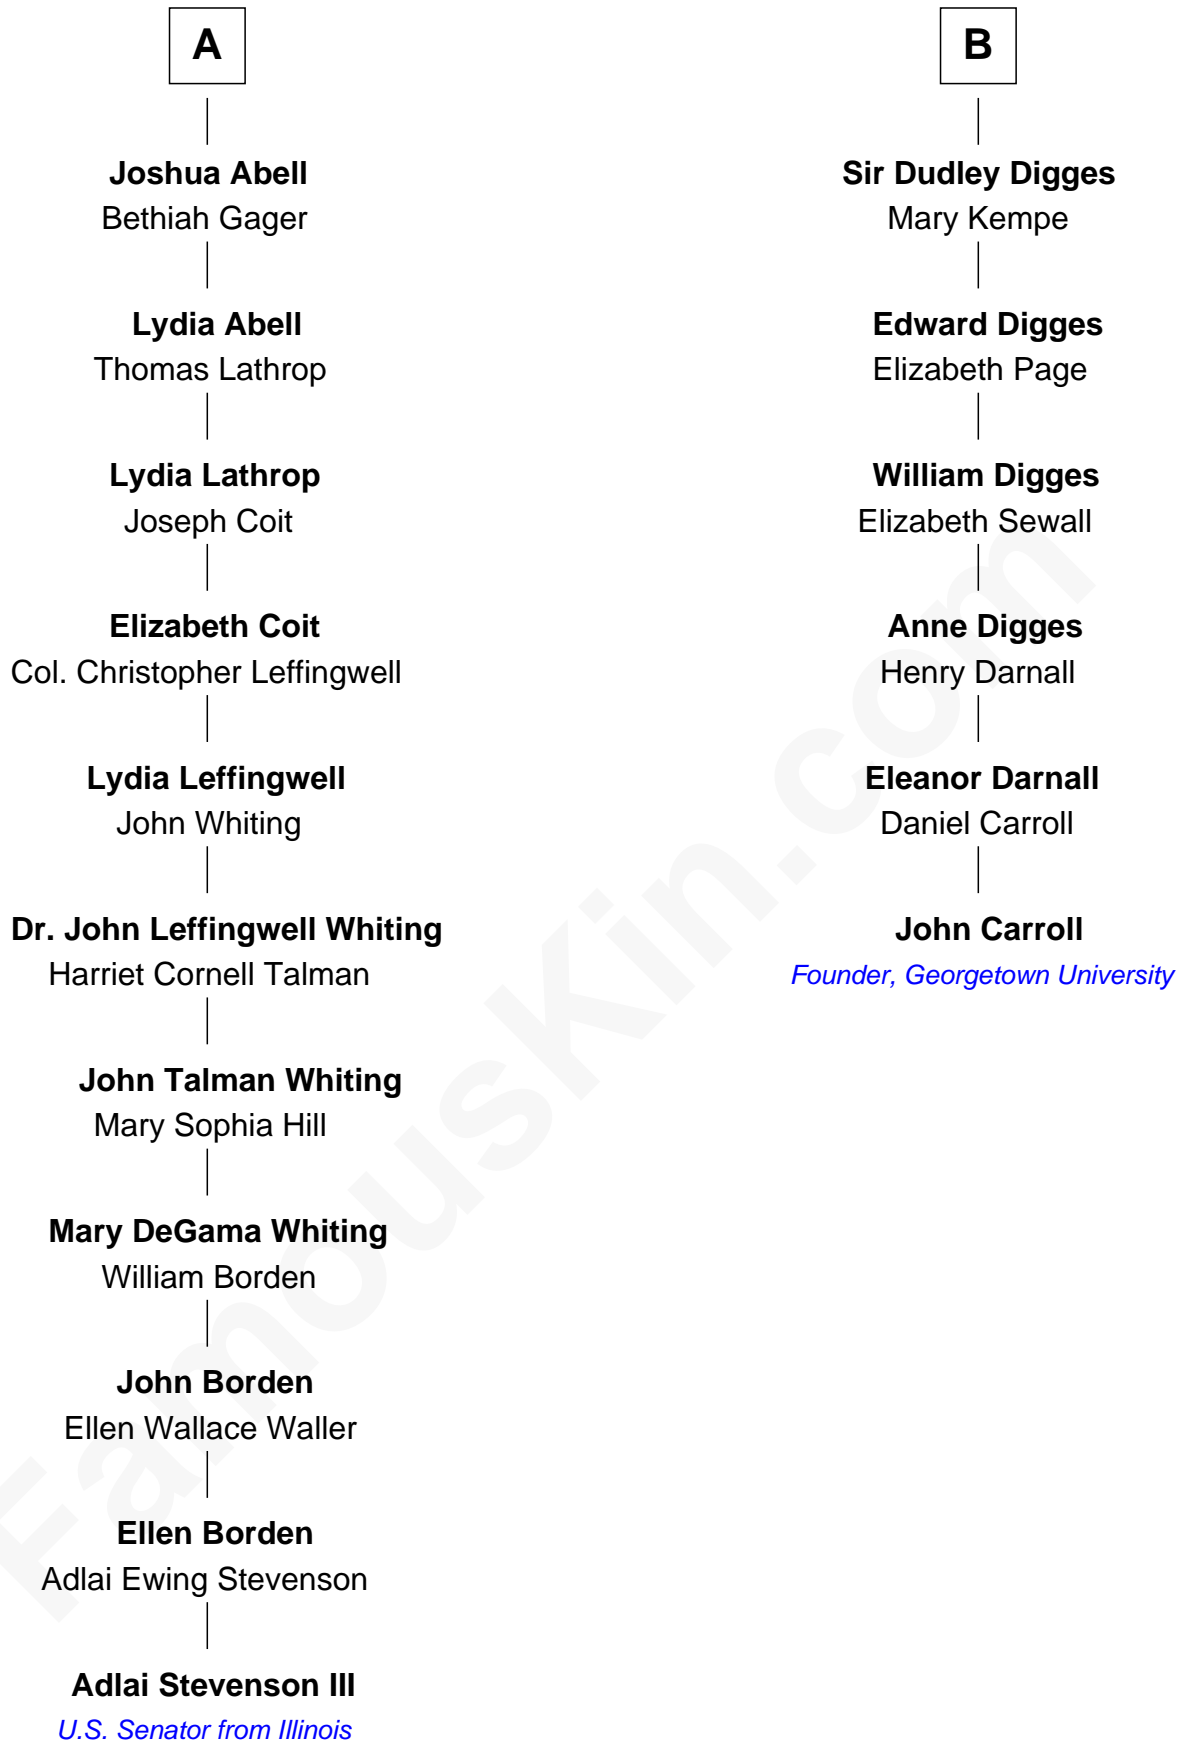 A
Joshua Abell
Bethiah Gager
Lydia Abell
Thomas Lathrop
Lydia Lathrop
Joseph Coit
Elizabeth Coit
Col. Christopher Leffingwell
Lydia Leffingwell
John Whiting
Dr. John Leffingwell Whiting
Harriet Cornell Talman
John Talman Whiting
Mary Sophia Hill
Mary DeGama Whiting
William Borden
John Borden
Ellen Wallace Waller
Ellen Borden
Adlai Ewing Stevenson
Adlai Stevenson III
U.S. Senator from Illinois
B
Sir Dudley Digges
Mary Kempe
Edward Digges
Elizabeth Page
William Digges
Elizabeth Sewall
Anne Digges
Henry Darnall
Eleanor Darnall
Daniel Carroll
John Carroll
Founder, Georgetown University
FamousKin.com